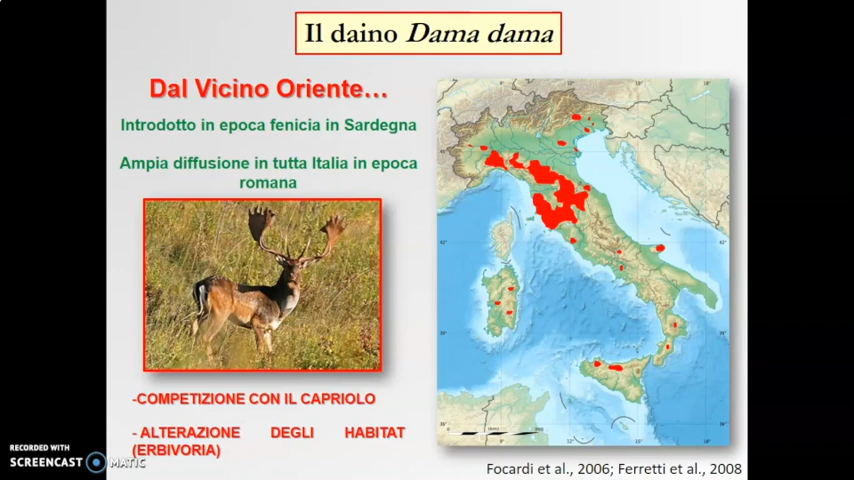 Il daino Dama dama
Dal Vicino Oriente…
Introdotto in epoca fenicia in Sardegna
Ampia diffusione in tutta Italia in epoca
romana
-COMPETIZIONE CON IL CAPRIOLO
- ALTERAZIONE DEGLI HABITAT
(ERBIVORIA)
Focardi et al., 2006; Ferretti et al., 2008
RECORDED WITH
SCREENCAST MATIC